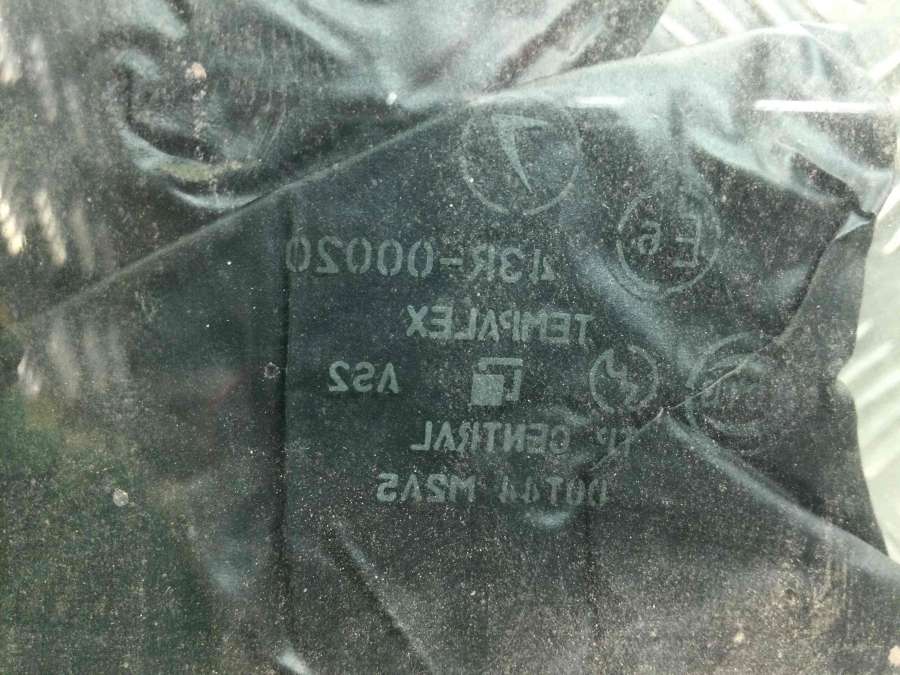 E6
43R-00020
TEMPALEX
AS2
CENTRAL
DOT44 M2A5